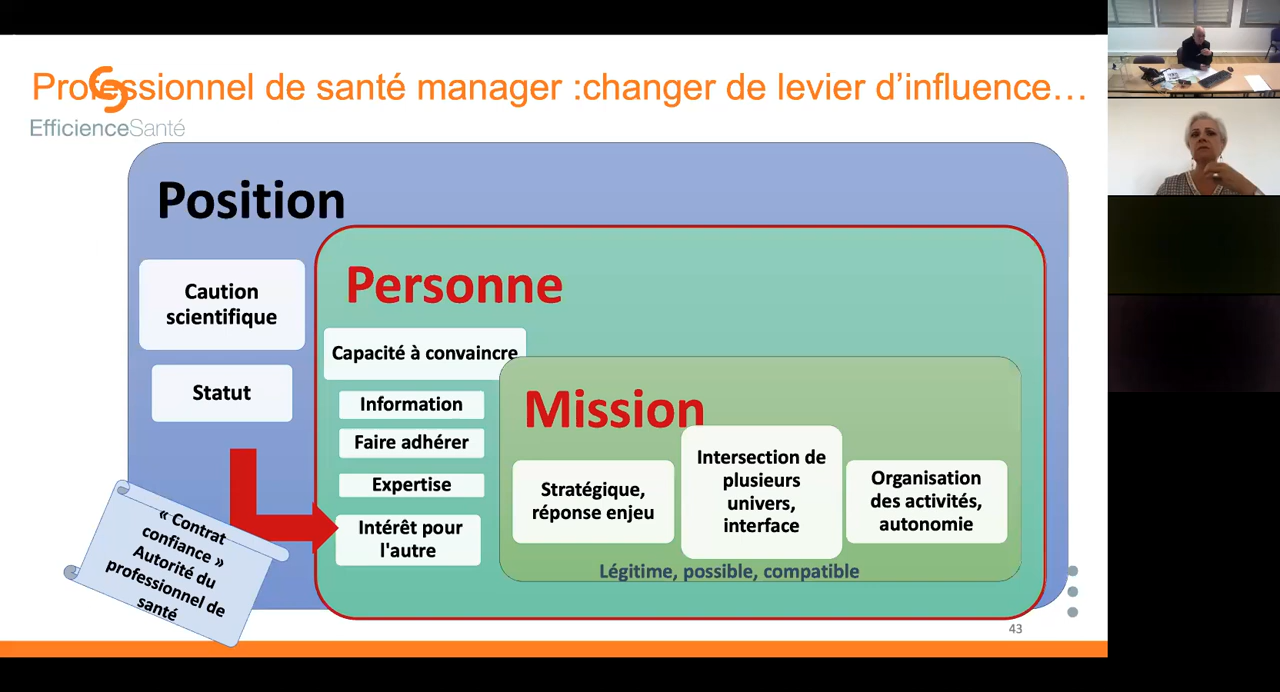 Professionnel de santé manager :changer de levier d'influence…
EfficienceSanté
Position
Caution
scientifique
Statut
« Contrat
confiance »
Autorité du
professionnel de
santé
Personne
Capacité à convaincre
Information
Faire adhérer
Expertise
Intérêt pour
l'autre
Mission
Stratégique,
réponse enjeu
Intersection de
plusieurs
univers,
interface
Organisation
des activités,
autonomie
Légitime, possible, compatible
43